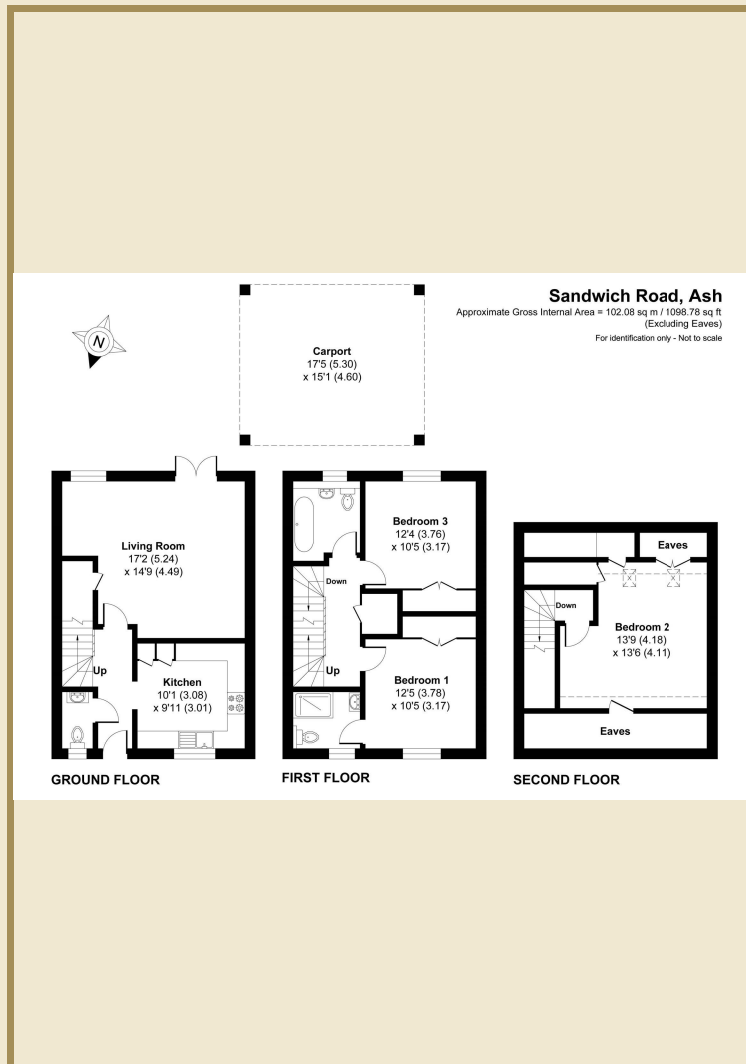 Sandwich Road, Ash
Approximate Gross Internal Area = 102.08 sq m / 1098.78 sq ft
(Excluding Eaves)
For identification only - Not to scale
N
Carport
17'5 (5.30)
x 15'1 (4.60)
Living Room
17'2 (5.24)
x 14'9 (4.49)
Up
Kitchen
10'1 (3.08)
x 9'11 (3.01)
GROUND FLOOR
Bedroom 3
12'4 (3.76)
x 10'5 (3.17)
Down
Up
Bedroom 1
12'5 (3.78)
x 10'5 (3.17)
FIRST FLOOR
Eaves
Down
Bedroom 2
13'9 (4.18)
x 13'6 (4.11)
Eaves
SECOND FLOOR